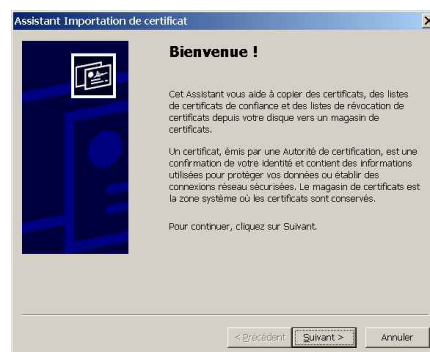 Assistant Importation de certificat
Bienvenue !
Cet Assistant vous aide à copier des certificats, des listes
de certificats de confiance et des listes de révocation de
certificats depuis votre disque vers un magasin de
certificats.
Un certificat, émis par une Autorité de certification, est une
confirmation de votre identité et contient des informations
utilisées pour protéger vos données ou établir des
connexions réseau sécurisées. Le magasin de certificats est
la zone système où les certificats sont conservés.
Pour continuer, cliquez sur Suivant.
< Précédent Suivant > Annuler